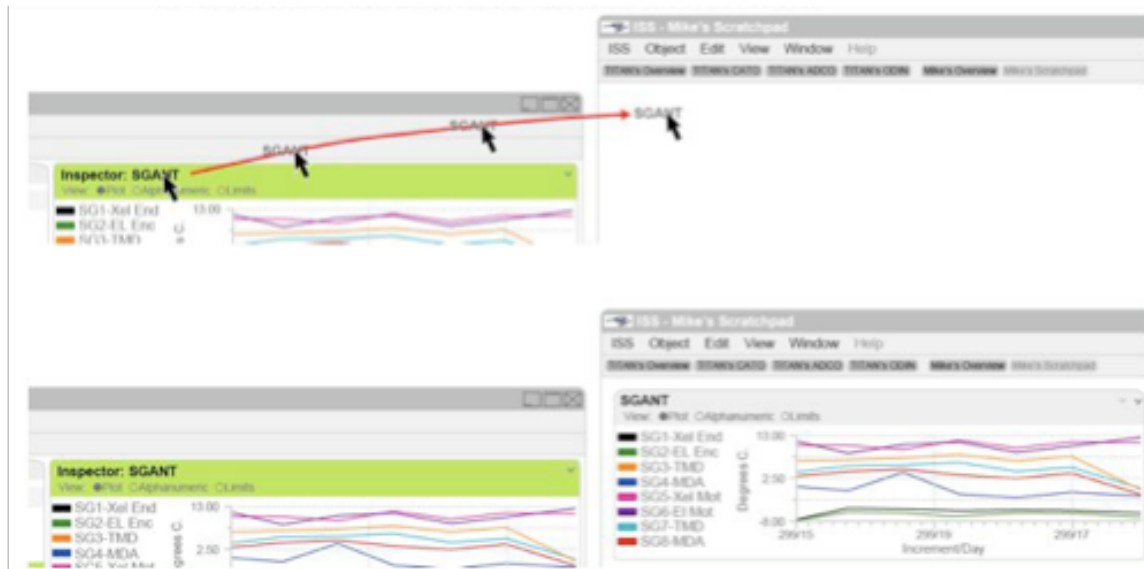 ISS - Mike's Scratchpad
ISS Object Edit View Window Help
TITAN's Overview TITAN's CATO TITAN's ADCO TITAN's ODIN Mike's Overview Mike's Scratchpad
SGANT
SGANT
SGANT
Inspector: SGANT
View: Plot Alphanumeric Limits
SG1-Xel End 13.00
SG2-EL Enc
SG3-TMD
ISS - Mike's Scratchpad
ISS Object Edit View Window Help
TITAN's Overview TITAN's CATO TITAN's ADCO TITAN's ODIN Mike's Overview Mike's Scratchpad
SGANT
View: Plot Alphanumeric Limits
SG1-Xel End 13.00
SG2-EL Enc
SG3-TMD
SG4-MDA 2.50
SG5-Xel Mot
SG6-El Mot
SG7-TMD
SG8-MDA
Degrees C.
-8.00
299/15 299/19 299/17
Increment/Day
Inspector: SGANT
View: Plot Alphanumeric Limits
SG1-Xel End 13.00
SG2-EL Enc
SG3-TMD
SG4-MDA 2.50
SG5-Xel Mot
grees C.